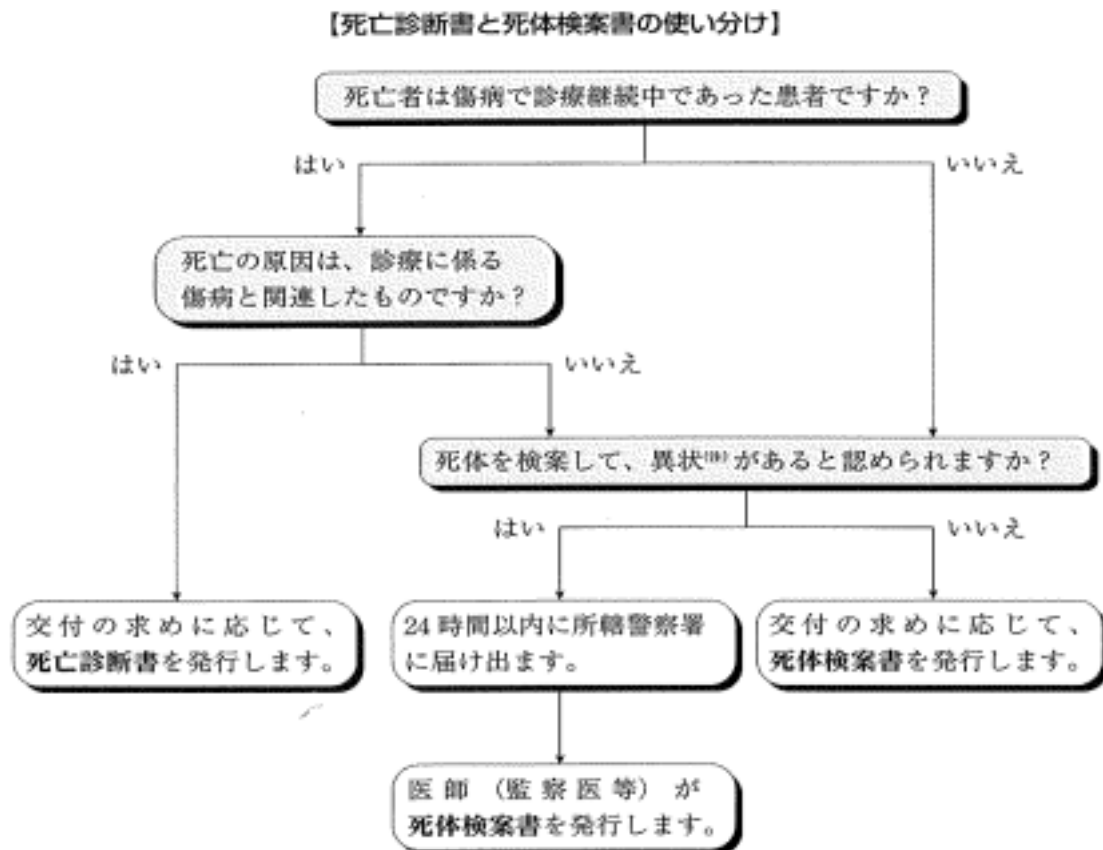 【死亡診断書と死体検案書の使い分け】
死亡者は傷病で診療継続中であった患者ですか？
はい
いいえ
死亡の原因は、診療に係る
傷病と関連したものですか？
はい
いいえ
死体を検案して、異状(注)があると認められますか？
はい
いいえ
交付の求めに応じて、
死亡診断書を発行します。
24時間以内に所轄警察署
に届け出ます。
交付の求めに応じて、
死体検案書を発行します。
医師（監察医等）が
死体検案書を発行します。